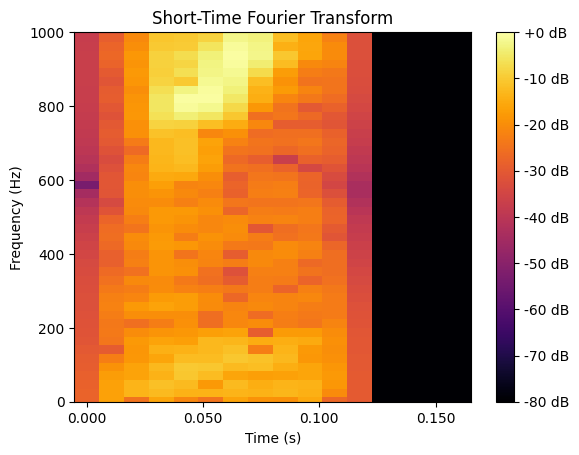 Short-Time Fourier Transform
1000
800
600
400
200
0
Frequency (Hz)
0.000
0.050
0.100
0.150
Time (s)
+0 dB
-10 dB
-20 dB
-30 dB
-40 dB
-50 dB
-60 dB
-70 dB
-80 dB